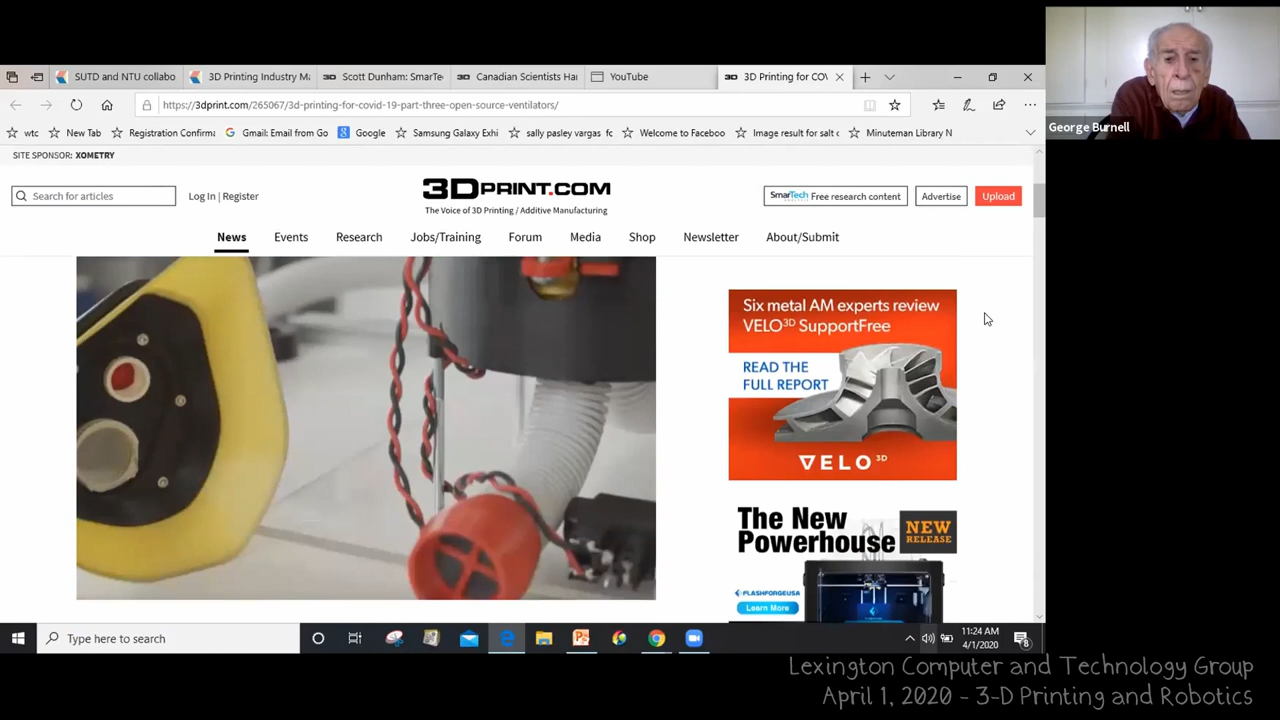 SUTD and NTU collabo
3D Printing Industry Ma
Scott Dunham: SmarTe
Canadian Scientists Har
YouTube
3D Printing for COV
https://3dprint.com/265067/3d-printing-for-covid-19-part-three-open-source-ventilators/
wtc
New Tab
Registration Confirma
Gmail: Email from Go
Google
Samsung Galaxy Exhi
sally pasley vargas fc
Welcome to Faceboo
Image result for salt c
Minuteman Library N
George Burnell
SITE SPONSOR: XOMETRY
Search for articles
Log In | Register
3DPRINT.COM
The Voice of 3D Printing / Additive Manufacturing
SmarTech Free research content
Advertise
Upload
News
Events
Research
Jobs/Training
Forum
Media
Shop
Newsletter
About/Submit
Six metal AM experts review
VELO3D SupportFree
READ THE
FULL REPORT
VELO 3D
The New
Powerhouse
NEW
RELEASE
FLASHFORGEUSA
Learn More
Type here to search
11:24 AM
4/1/2020
8
Lexington Computer and Technology Group
April 1, 2020 - 3-D Printing and Robotics